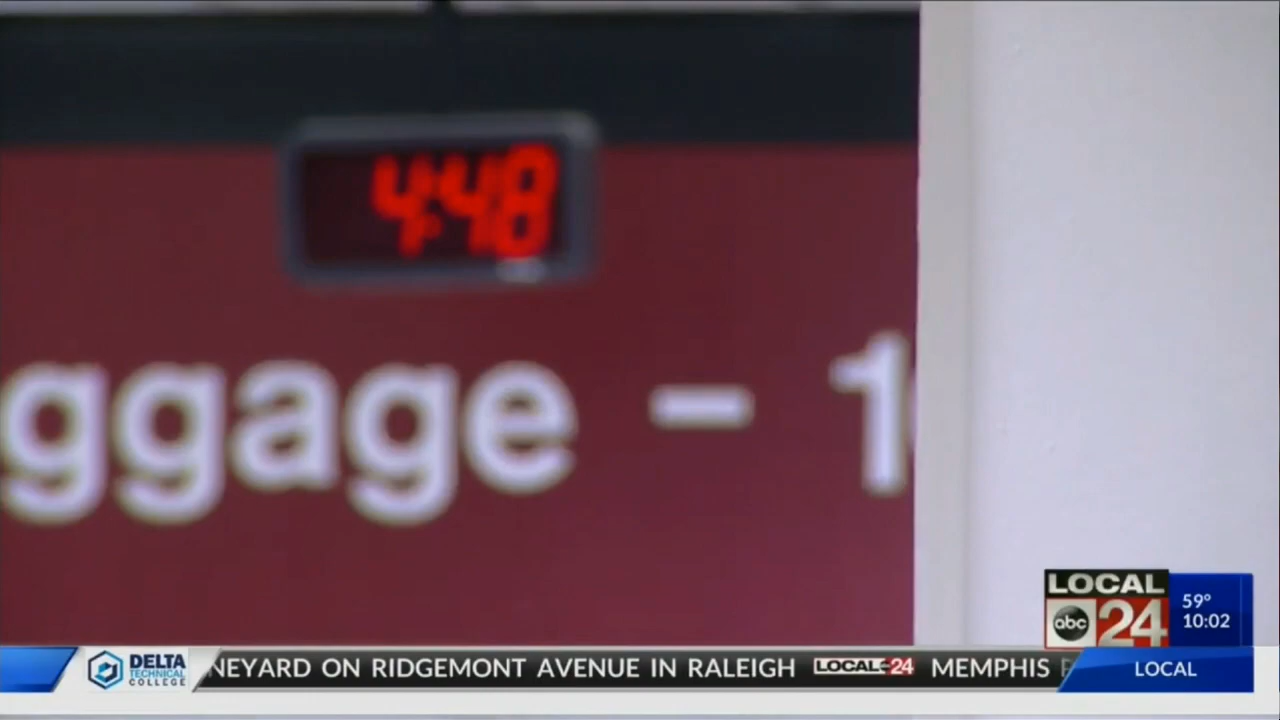 4:48
ggage - 1
LOCAL
abc 24
59°
10:02
DELTA
TECHNICAL
COLLEGE
NEYARD ON RIDGEMONT AVENUE IN RALEIGH LOCAL 24 MEMPHIS
LOCAL